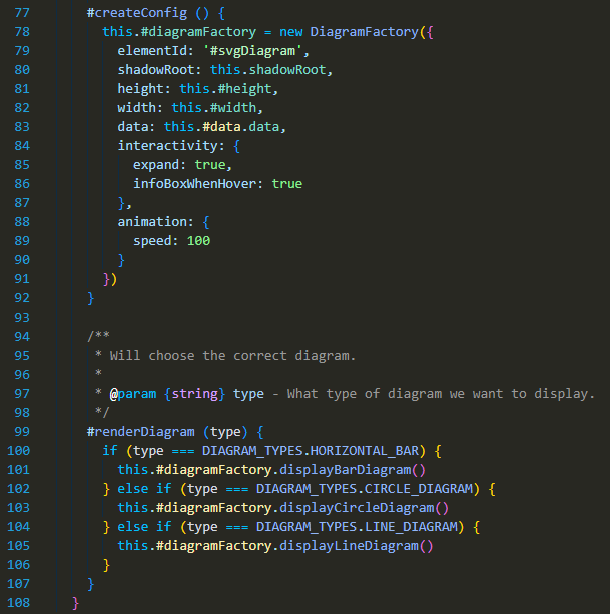 77 #createConfig () {
78 this.#diagramFactory = new DiagramFactory({
79 elementId: '#svgDiagram',
80 shadowRoot: this.shadowRoot,
81 height: this.#height,
82 width: this.#width,
83 data: this.#data.data,
84 interactivity: {
85 expand: true,
86 infoBoxWhenHover: true
87 },
88 animation: {
89 speed: 100
90 }
91 })
92 }
93
94 /**
95 * Will choose the correct diagram.
96 *
97 * @param {string} type - What type of diagram we want to display.
98 */
99 #renderDiagram (type) {
100 if (type === DIAGRAM_TYPES.HORIZONTAL_BAR) {
101 this.#diagramFactory.displayBarDiagram()
102 } else if (type === DIAGRAM_TYPES.CIRCLE_DIAGRAM) {
103 this.#diagramFactory.displayCircleDiagram()
104 } else if (type === DIAGRAM_TYPES.LINE_DIAGRAM) {
105 this.#diagramFactory.displayLineDiagram()
106 }
107 }
108 }